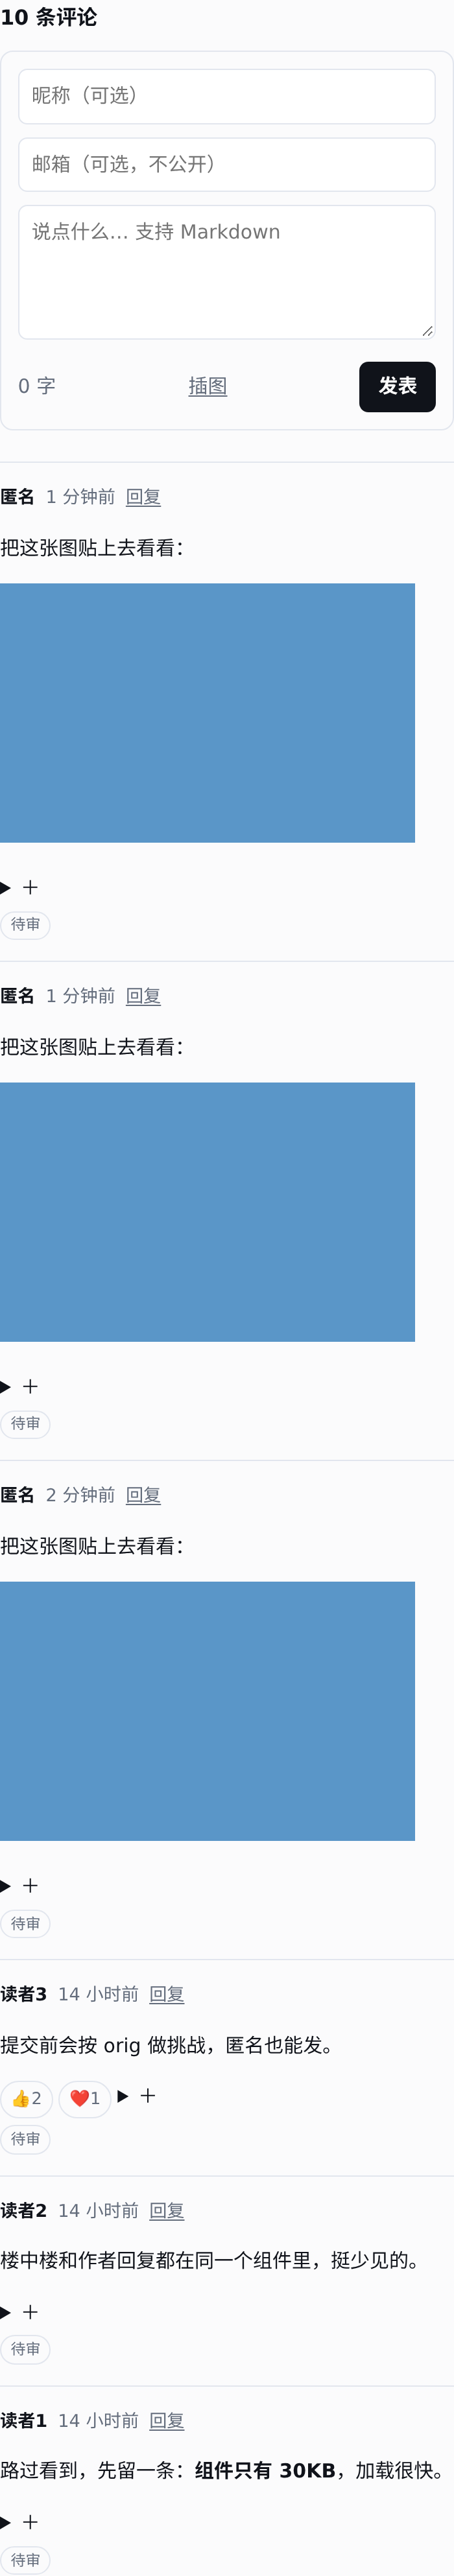 10 条评论
昵称（可选）
邮箱（可选，不公开）
说点什么… 支持 Markdown
0 字 插图 发表
匿名 1 分钟前 回复
把这张图贴上去看看：
▶ ＋
待审
匿名 1 分钟前 回复
把这张图贴上去看看：
▶ ＋
待审
匿名 2 分钟前 回复
把这张图贴上去看看：
▶ ＋
待审
读者3 14 小时前 回复
提交前会按 orig 做挑战，匿名也能发。
👍2 ❤️1 ▶ ＋
待审
读者2 14 小时前 回复
楼中楼和作者回复都在同一个组件里，挺少见的。
▶ ＋
待审
读者1 14 小时前 回复
路过看到，先留一条：组件只有 30KB，加载很快。
▶ ＋
待审